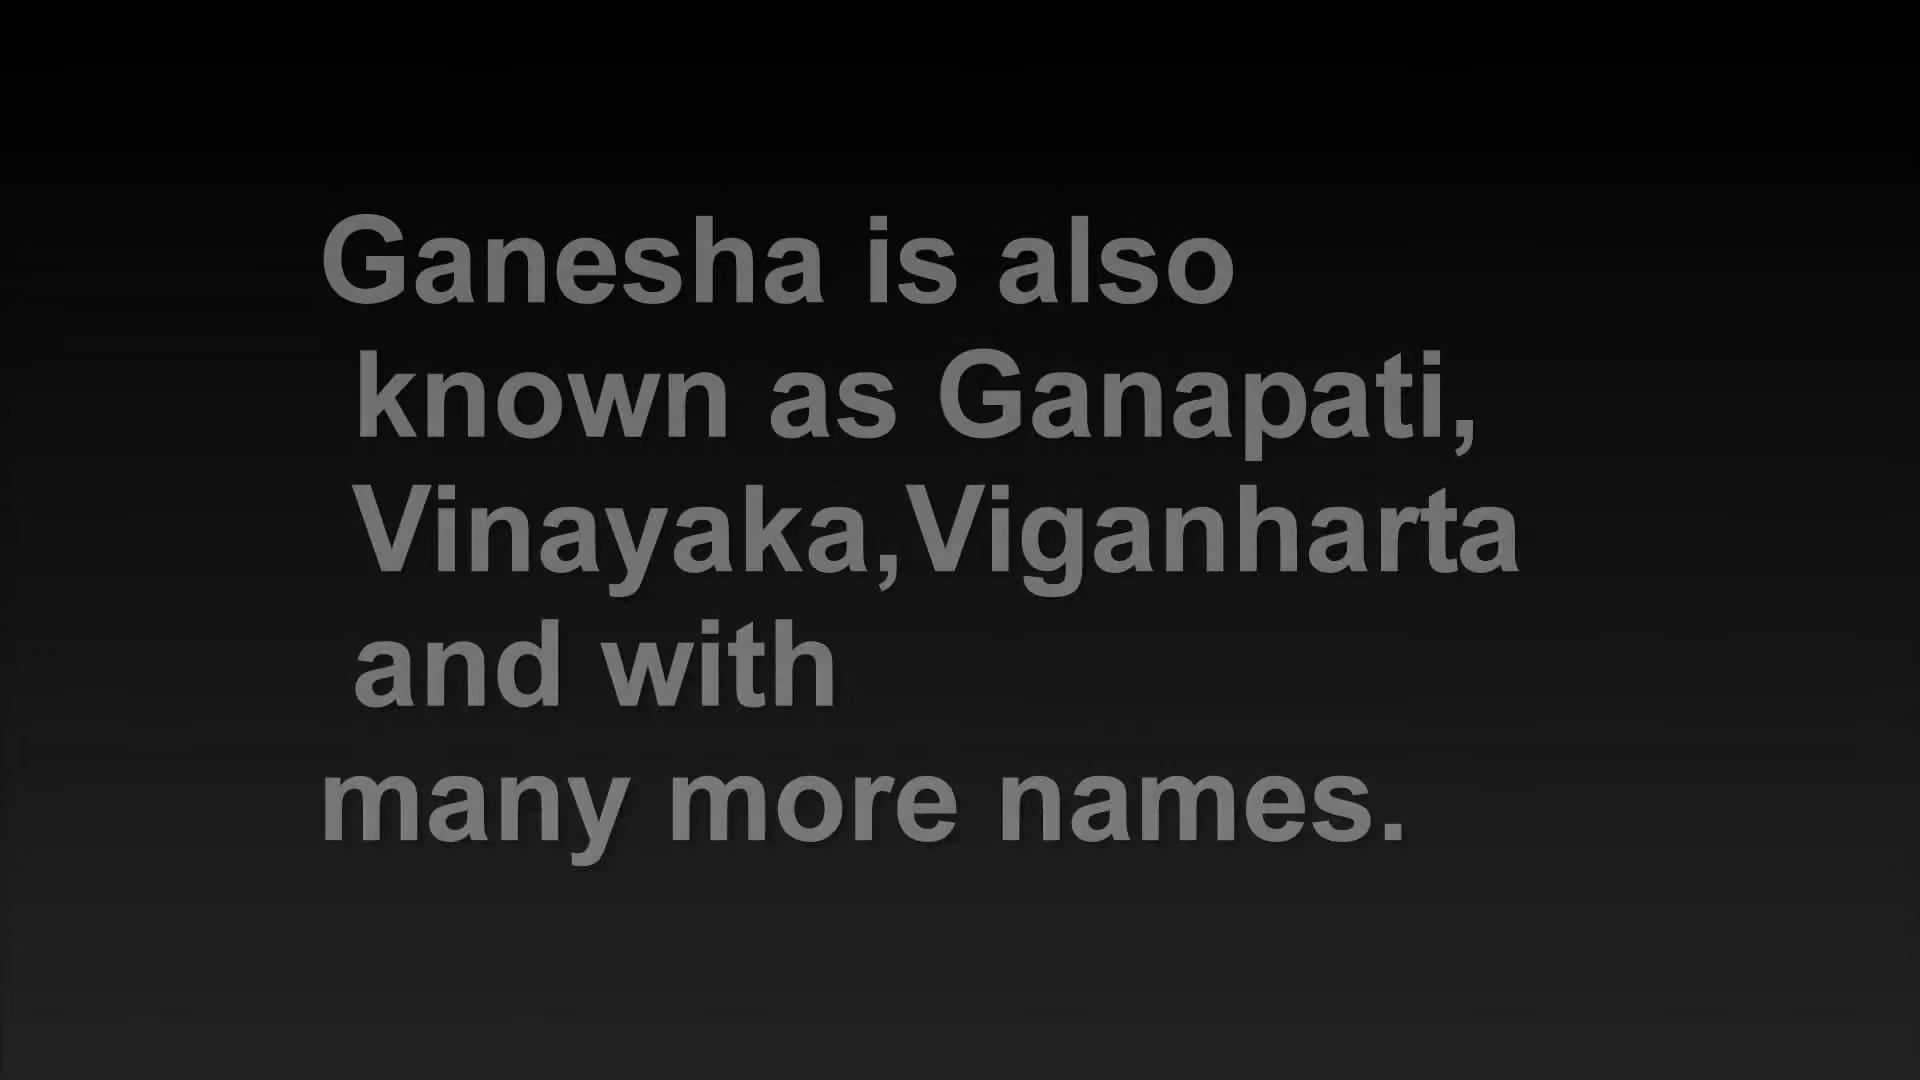 Ganesha is also
known as Ganapati,
Vinayaka,Viganharta
and with
many more names.